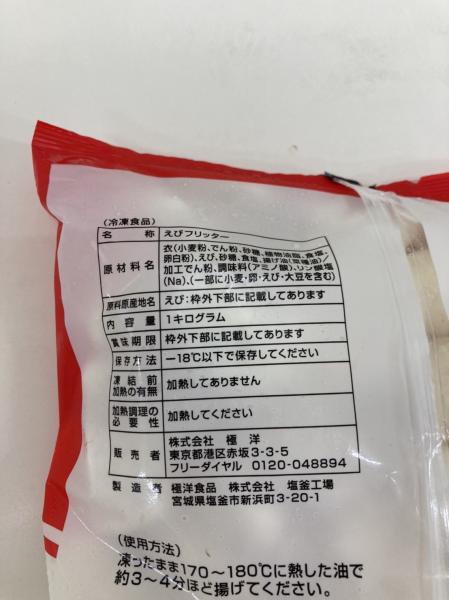 (冷凍食品)
名 称 えびフリッター
原材料名 衣(小麦粉、でん粉、砂糖、植物油脂、食塩、
卵白粉)、えび、砂糖、食塩、揚げ油(菜種油)/
加工でん粉、調味料(アミノ酸)、リン酸塩
(Na)、(一部に小麦・卵・えび・大豆を含む)
原料原産地名 えび：枠外下部に記載してあります
内容量 1キログラム
賞味期限 枠外下部に記載してあります
保存方法 −18℃以下で保存してください
凍結前
加熱の有無 加熱してありません
加熱調理の
必要性 加熱してください
販売者 株式会社 極洋
東京都港区赤坂3-3-5
フリーダイヤル 0120-048894
製造者 極洋食品 株式会社 塩釜工場
宮城県塩釜市新浜町3-20-1
(使用方法)
凍ったまま170〜180℃に熱した油で
約3〜4分ほど揚げてください。